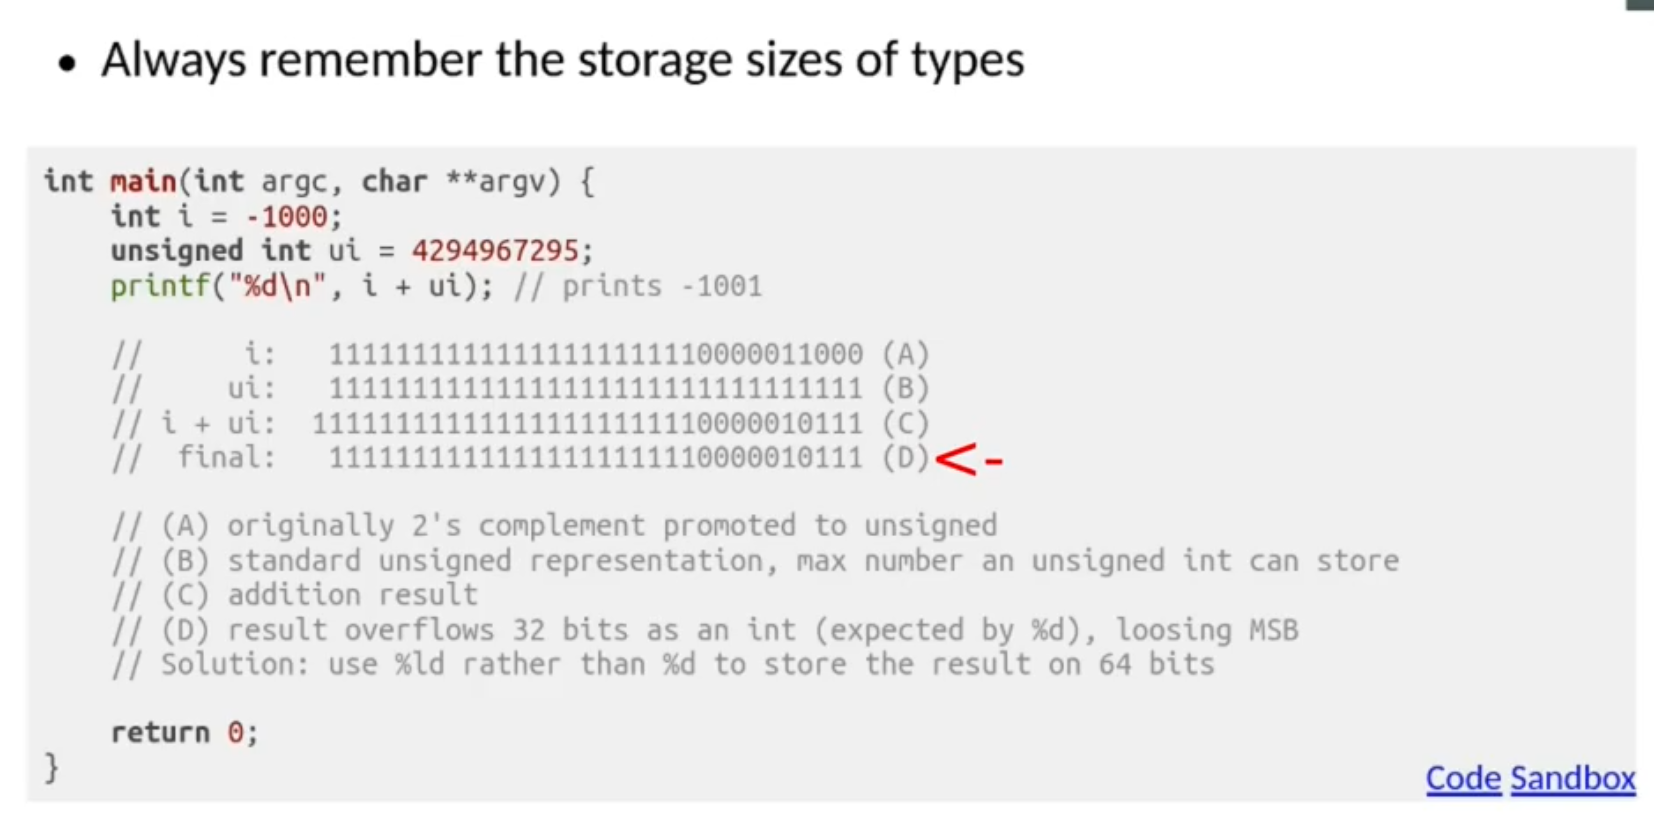 • Always remember the storage sizes of types
int main(int argc, char **argv) {
    int i = -1000;
    unsigned int ui = 4294967295;
    printf("%d\n", i + ui); // prints -1001
    //      i:   11111111111111111111110000011000 (A)
    //     ui:   11111111111111111111111111111111 (B)
    // i + ui:  111111111111111111111110000010111 (C)
    //  final:   11111111111111111111110000010111 (D)<-
    // (A) originally 2's complement promoted to unsigned
    // (B) standard unsigned representation, max number an unsigned int can store
    // (C) addition result
    // (D) result overflows 32 bits as an int (expected by %d), loosing MSB
    // Solution: use %ld rather than %d to store the result on 64 bits
    return 0;
}
Code Sandbox